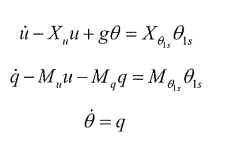 u̇ − X_u u + gθ = X_{θ_{1s}} θ_{1s}
q̇ − M_u u − M_q q = M_{θ_{1s}} θ_{1s}
θ̇ = q